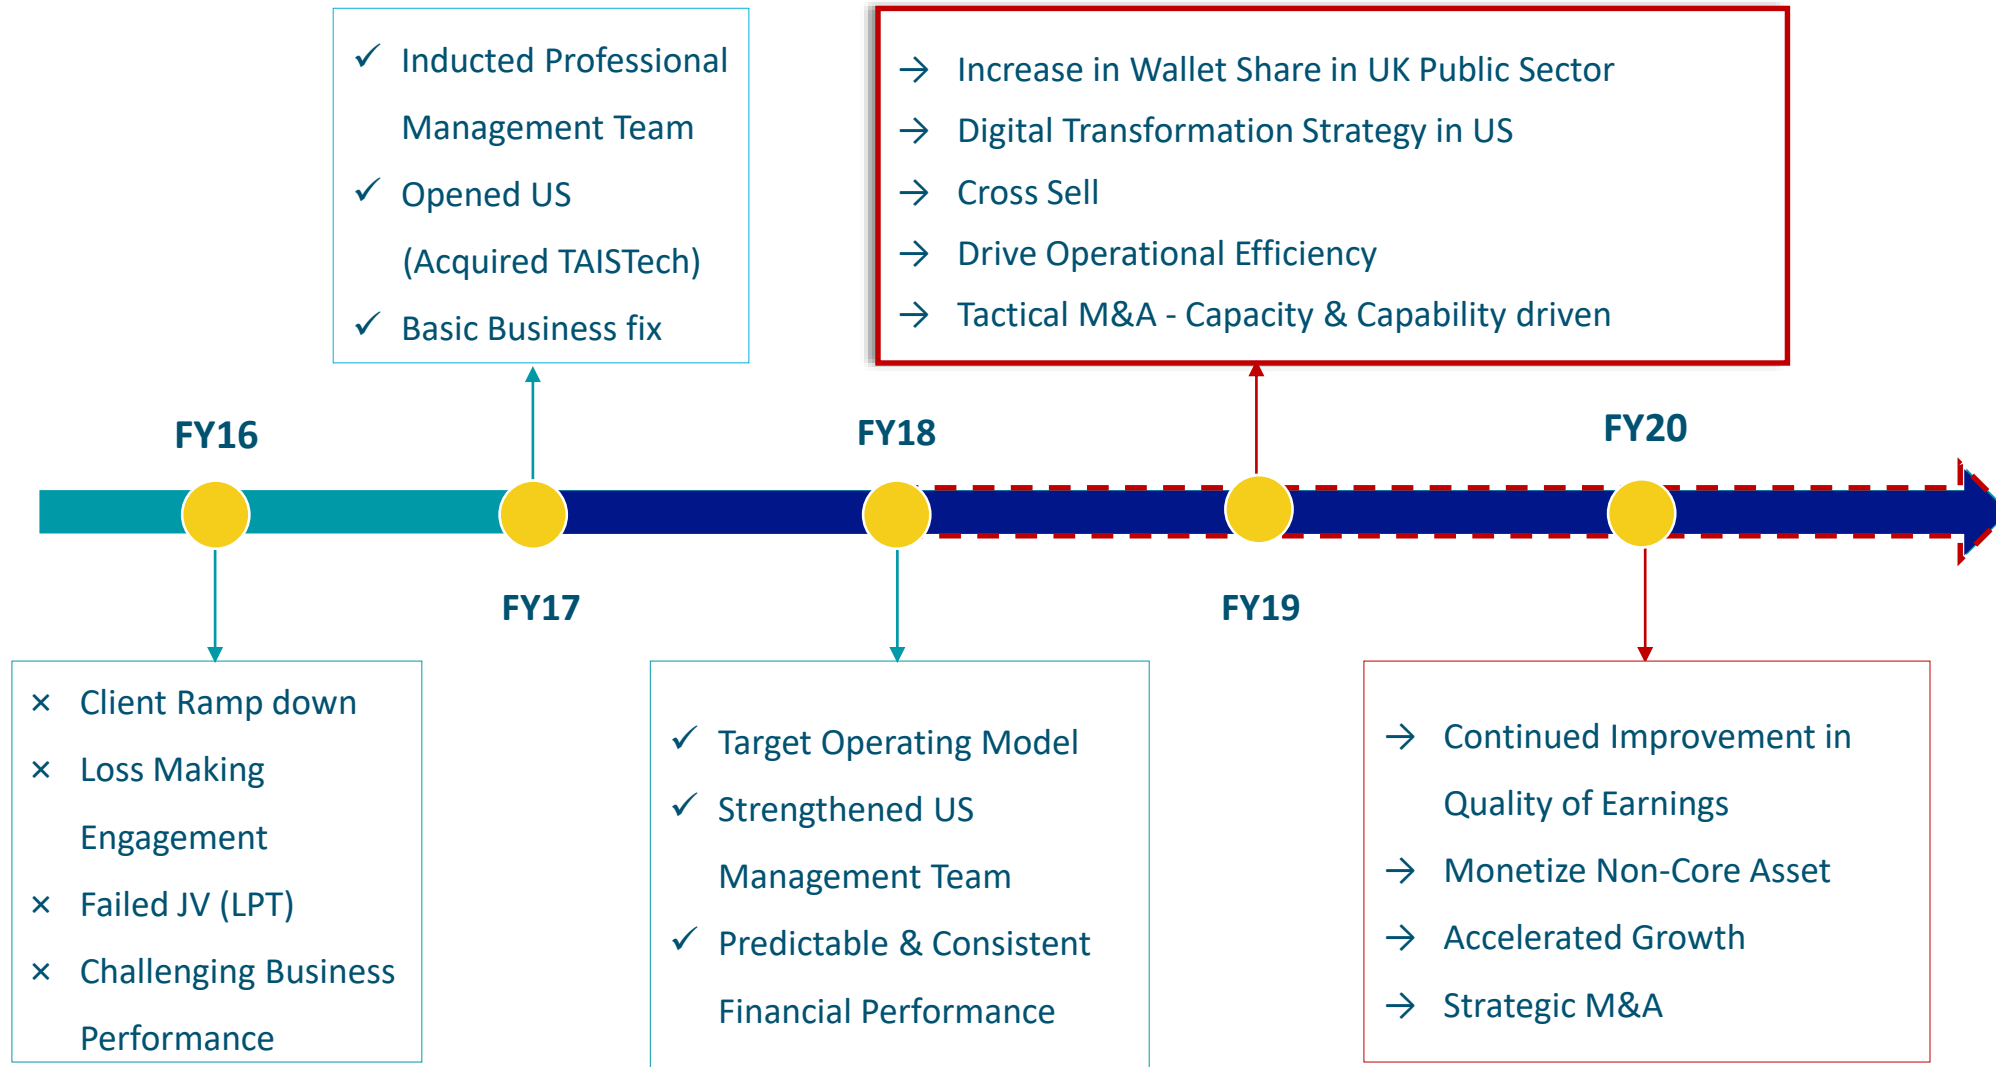 ✓ Inducted Professional
Management Team
✓ Opened US
(Acquired TAISTech)
✓ Basic Business fix
→ Increase in Wallet Share in UK Public Sector
→ Digital Transformation Strategy in US
→ Cross Sell
→ Drive Operational Efficiency
→ Tactical M&A - Capacity & Capability driven
FY16
FY18
FY20
FY17
FY19
× Client Ramp down
× Loss Making
Engagement
× Failed JV (LPT)
× Challenging Business
Performance
✓ Target Operating Model
✓ Strengthened US
Management Team
✓ Predictable & Consistent
Financial Performance
→ Continued Improvement in
Quality of Earnings
→ Monetize Non-Core Asset
→ Accelerated Growth
→ Strategic M&A